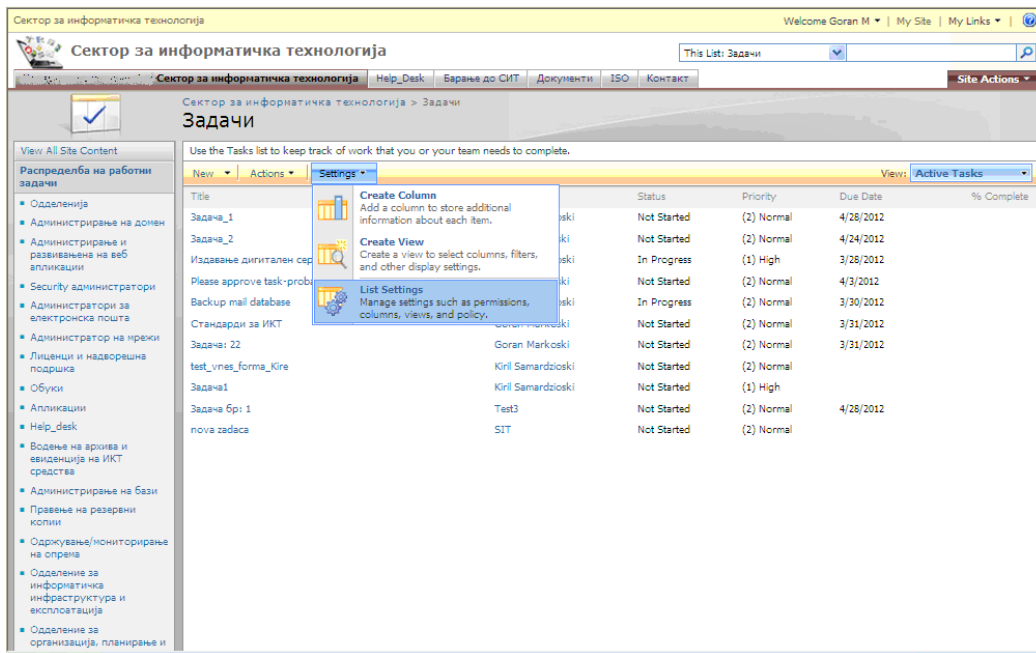 Сектор за информатичка технологија
Welcome Goran M | My Site | My Links |
Сектор за информатичка технологија
This List: Задачи
Сектор за информатичка технологија Help_Desk Барање до СИТ Документи ISO Контакт Site Actions
Сектор за информатичка технологија > Задачи
Задачи
View All Site Content
Use the Tasks list to keep track of work that you or your team needs to complete.
Распределба на работни
задачи
New Actions Settings View: Active Tasks
Title Status Priority Due Date % Complete
Create Column
Add a column to store additional
information about each item.
Create View
Create a view to select columns, filters,
and other display settings.
List Settings
Manage settings such as permissions,
columns, views, and policy.
Задача_1 Not Started (2) Normal 4/28/2012
Задача_2 Not Started (2) Normal 4/24/2012
Издавање дигитален In Progress (1) High 3/28/2012
Please approve Not Started (2) Normal 4/3/2012
Backup mail database In Progress (2) Normal 3/30/2012
Стандарди за ИКТ Goran Markoski Not Started (2) Normal 3/31/2012
Задача: 22 Goran Markoski Not Started (2) Normal 3/31/2012
test_vnes_forma_Kire Kiril Samardzioski Not Started (2) Normal
Задача1 Kiril Samardzioski Not Started (1) High
Задача бр: 1 Test3 Not Started (2) Normal 4/28/2012
nova zadaca SIT Not Started (2) Normal
Одделенија
Администрирање на домен
Администрирање и
развивањена на веб
апликации
Security администратори
Администратори за
електронска пошта
Администратор на мрежи
Лиценци и надворешна
подршка
Обуки
Апликации
Help_desk
Водење на архива и
евиденција на ИКТ
средства
Администрирање на бази
Правење на резервни
копии
Одржување/мониторирање
на опрема
Одделение за
информатичка
инфраструктура и
експлоатација
Одделение за
организација, планирање и